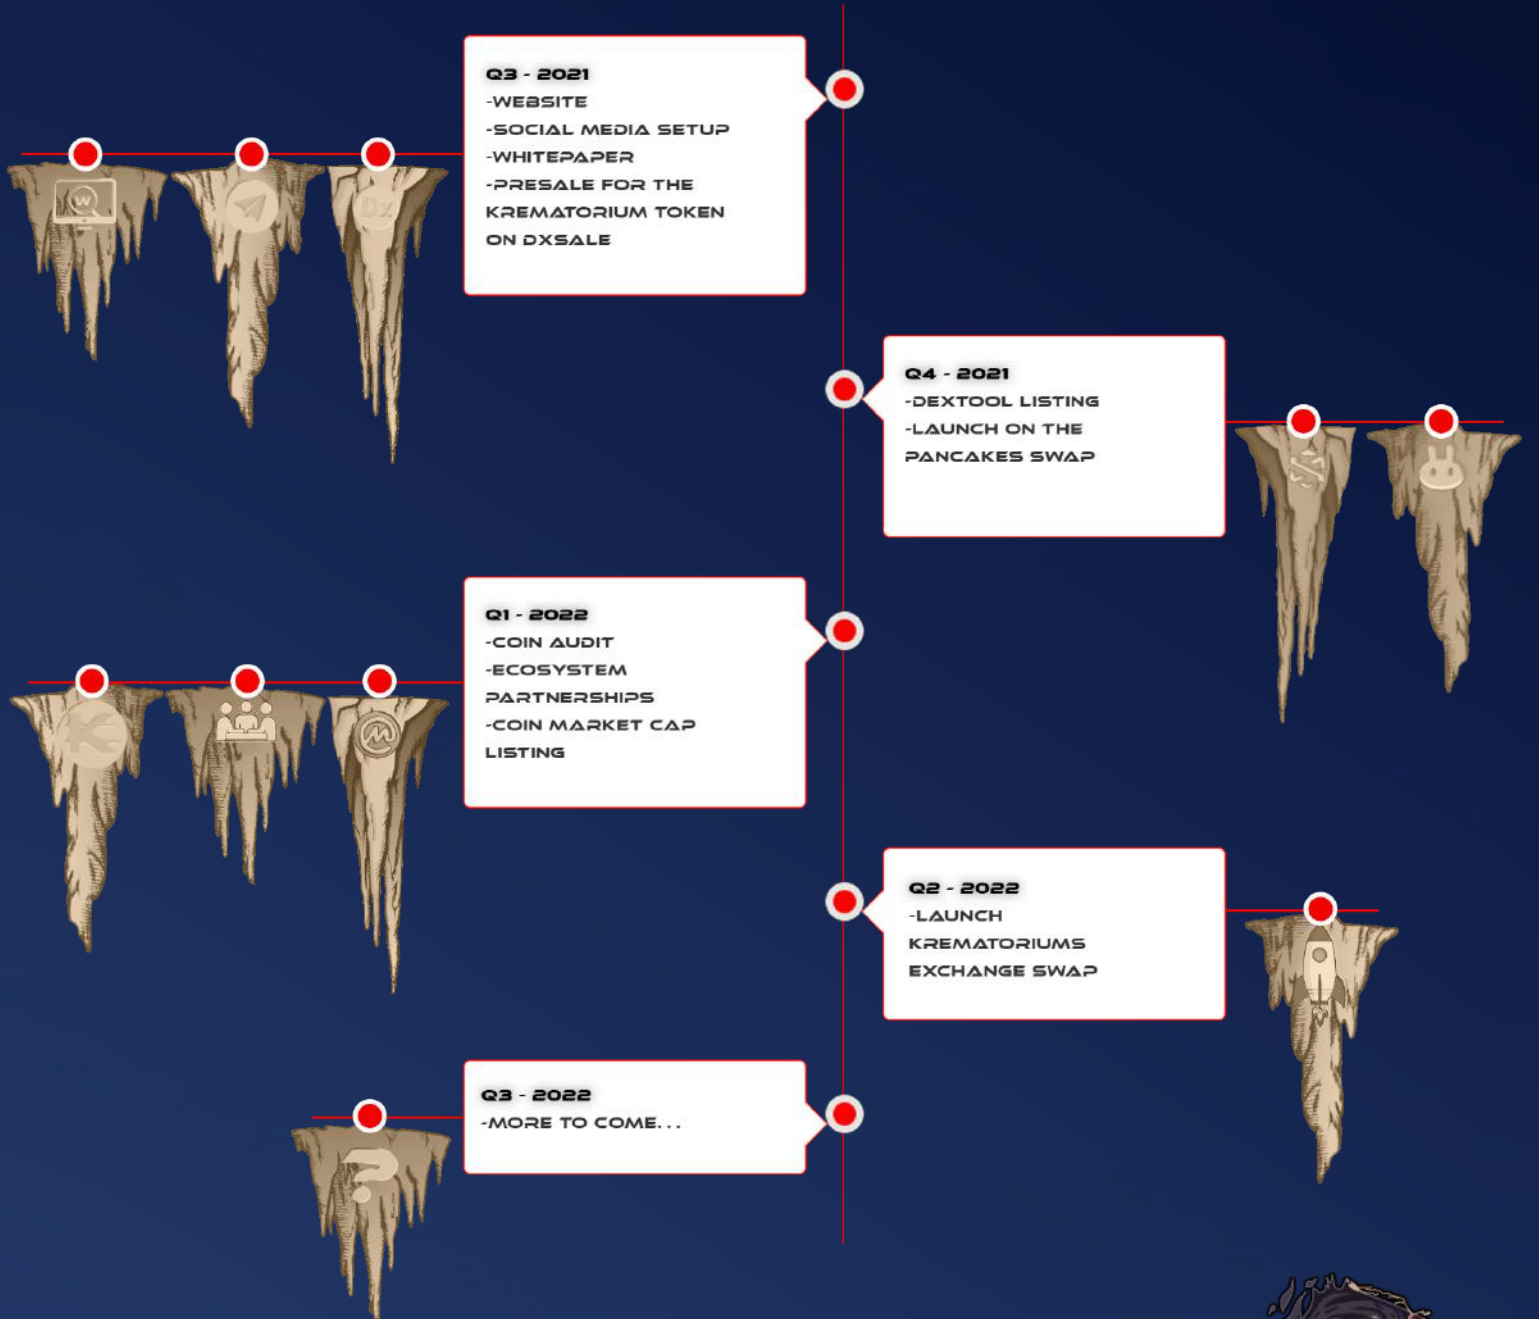 Q3 - 2021
-WEBSITE
-SOCIAL MEDIA SETUP
-WHITEPAPER
-PRESALE FOR THE
KREMATORIUM TOKEN
ON DXSALE
W
DX
Q4 - 2021
-DEXTOOL LISTING
-LAUNCH ON THE
PANCAKES SWAP
Q1 - 2022
-COIN AUDIT
-ECOSYSTEM
PARTNERSHIPS
-COIN MARKET CAP
LISTING
K
Q2 - 2022
-LAUNCH
KREMATORIUMS
EXCHANGE SWAP
Q3 - 2022
-MORE TO COME...
?